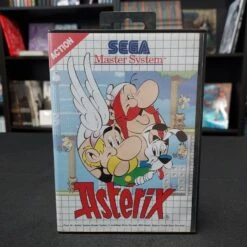 ACTION
SEGA
Master System
Asterix